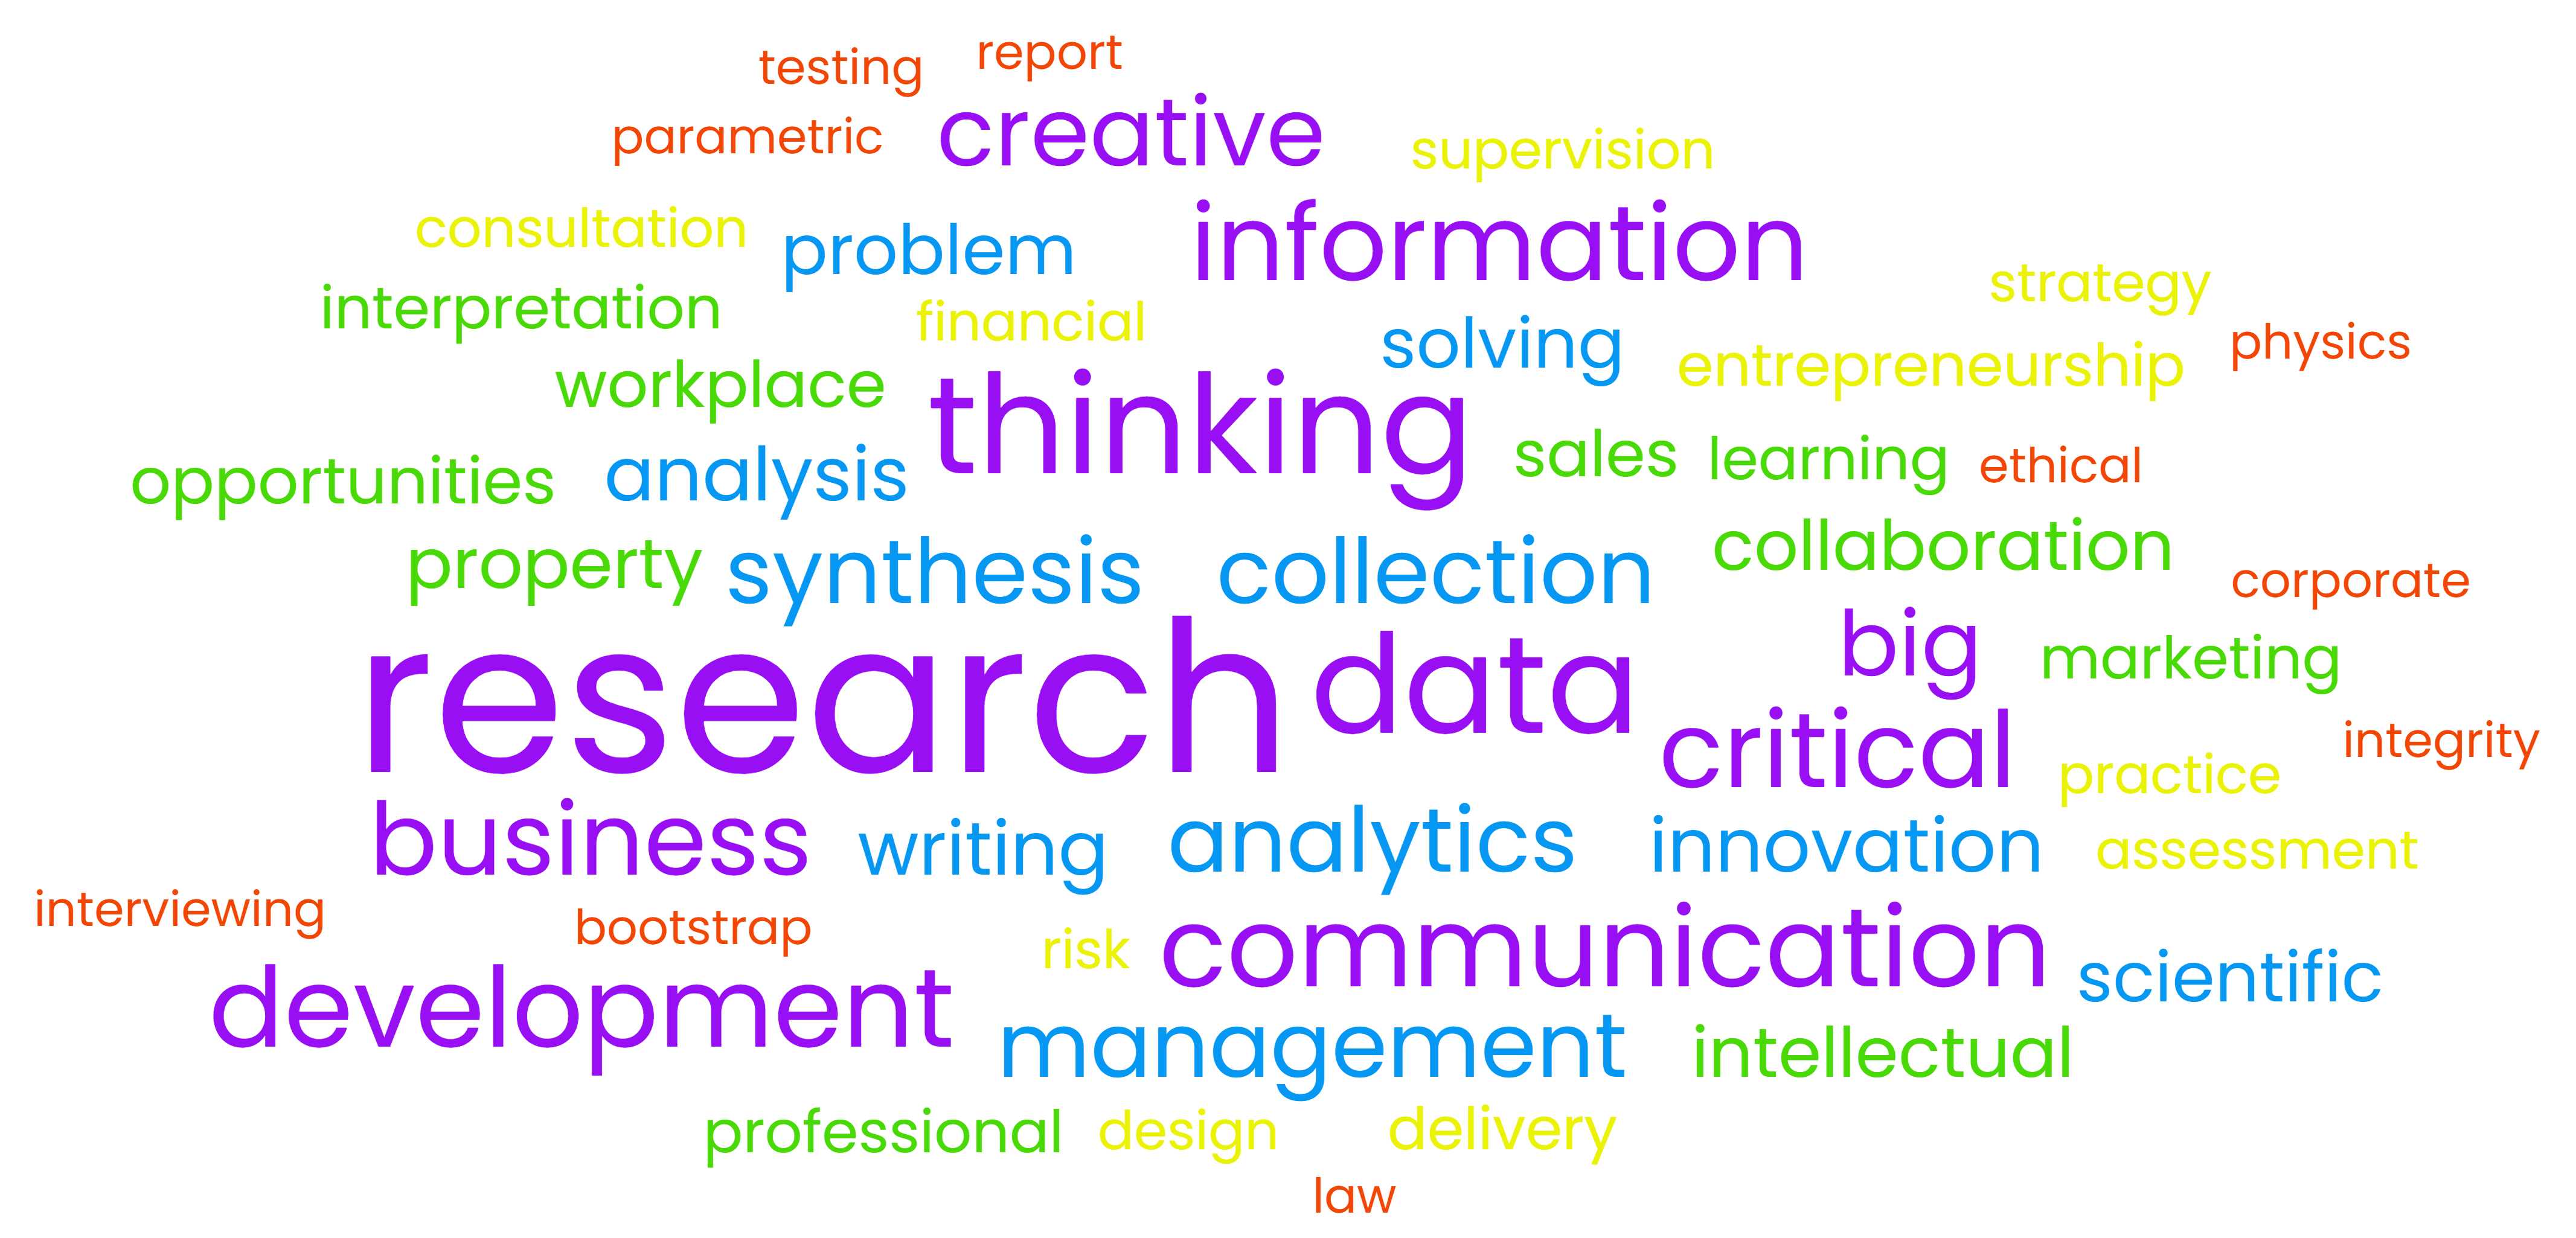 report
testing
creative
parametric
supervision
consultation
information
problem
strategy
interpretation
financial
solving
physics
entrepreneurship
workplace
thinking
sales
learning
ethical
analysis
opportunities
collaboration
property
synthesis
collection
corporate
big
marketing
research
data
critical
integrity
practice
business
writing
analytics
innovation
assessment
interviewing
bootstrap
risk
communication
scientific
development
management
intellectual
professional
design
delivery
law